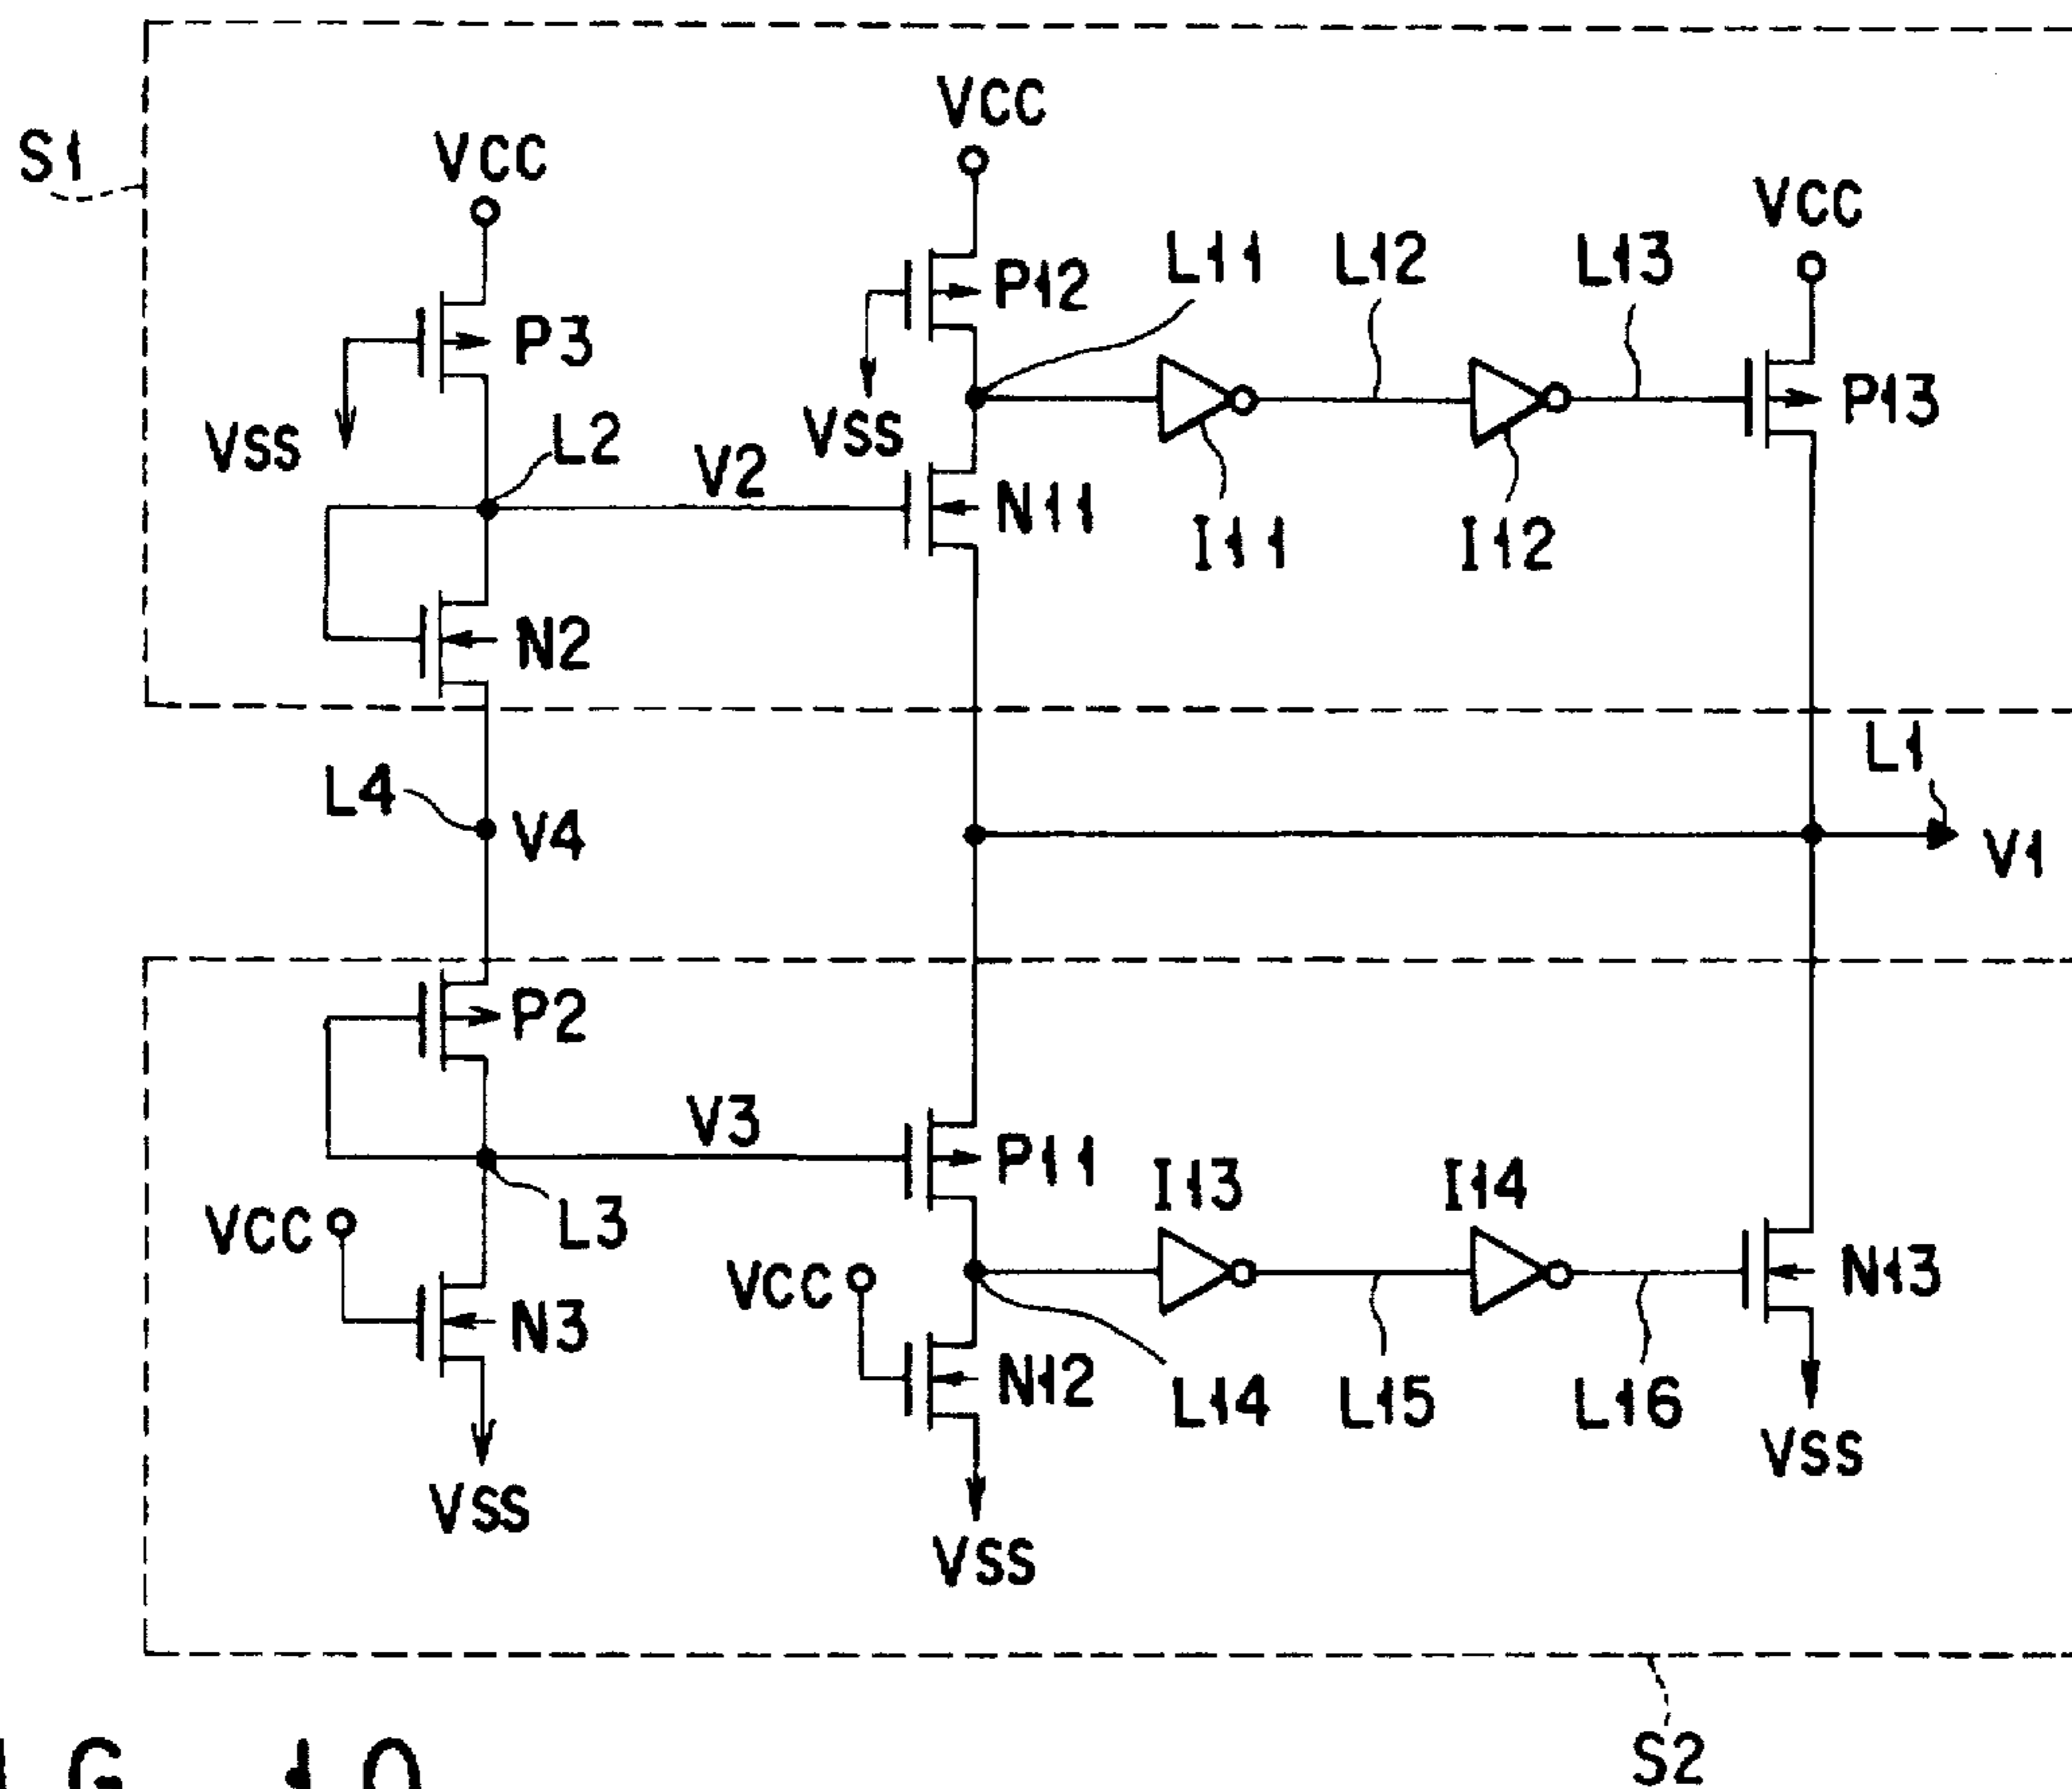 S1
VCC
VCC
VCC
P3
P12
L11
L12
L13
P13
VSS
L2
V2
VSS
N11
I11
I12
N2
L4
V4
L1
V1
P2
V3
P11
I13
I14
VCC
L3
VCC
N13
N3
N12
L14
L15
L16
VSS
VSS
VSS
S2
G. 10